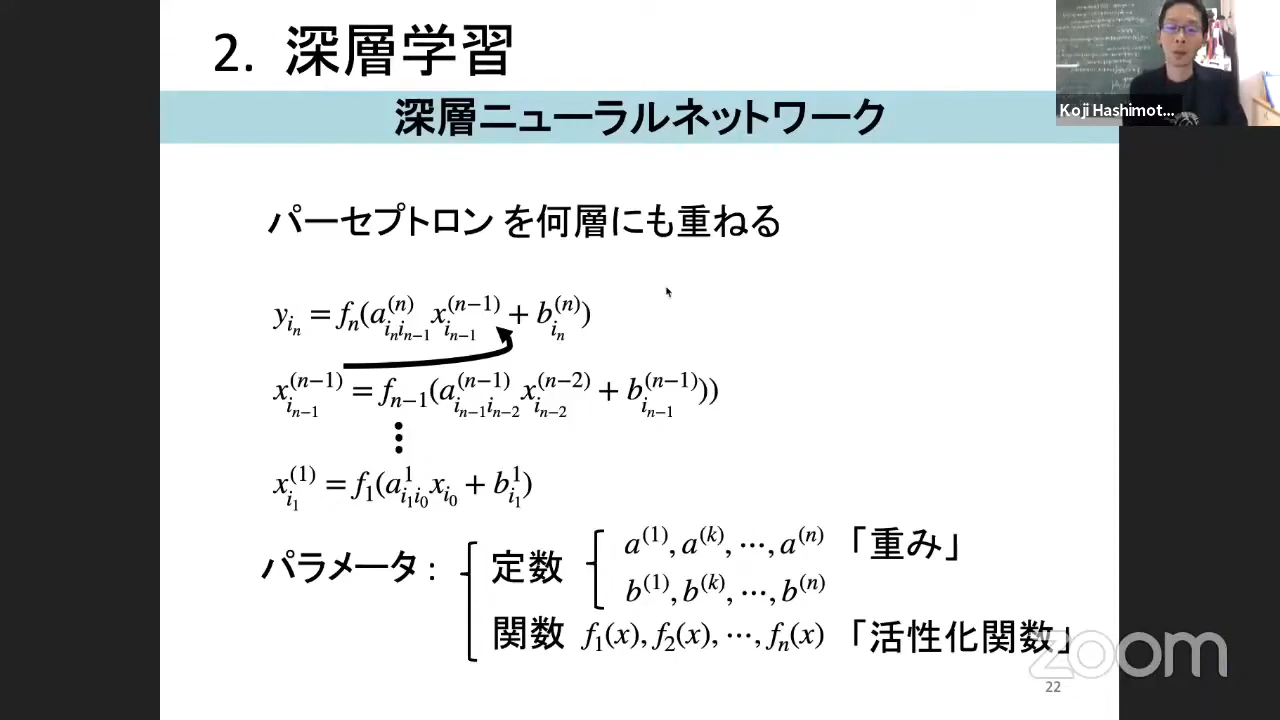 2. 深層学習
深層ニューラルネットワーク
Koji Hashimot...
パーセプトロン を何層にも重ねる
y_{i_n} = f_n(a^{(n)}_{i_n i_{n-1}} x^{(n-1)}_{i_{n-1}} + b^{(n)}_{i_n})
x^{(n-1)}_{i_{n-1}} = f_{n-1}(a^{(n-1)}_{i_{n-1} i_{n-2}} x^{(n-2)}_{i_{n-2}} + b^{(n-1)}_{i_{n-1}}))
⋮
x^{(1)}_{i_1} = f_1(a^1_{i_1 i_0} x_{i_0} + b^1_{i_1})
パラメータ :
定数
a^{(1)}, a^{(k)}, ⋯, a^{(n)} 「重み」
b^{(1)}, b^{(k)}, ⋯, b^{(n)}
関数 f_1(x), f_2(x), ⋯, f_n(x) 「活性化関数」
zoom
22